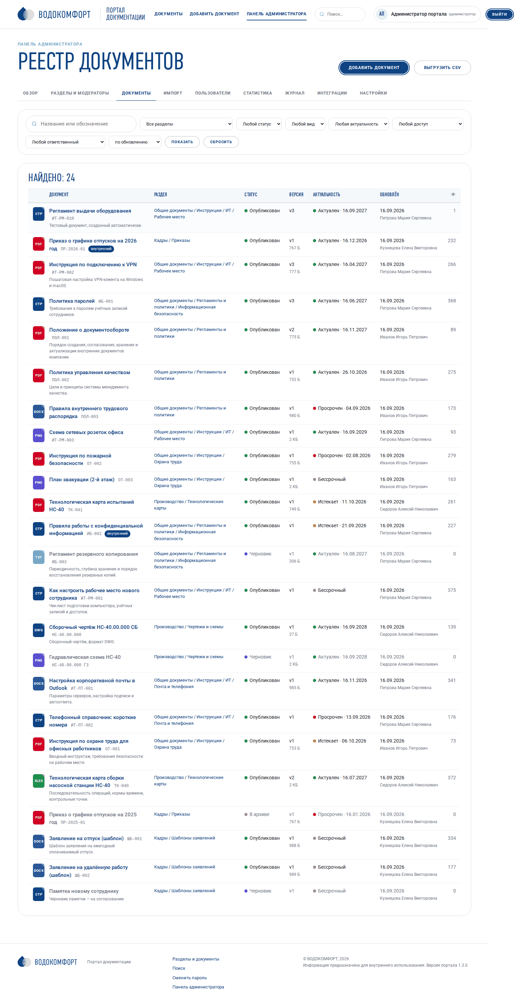 ВОДОКОМФОРТ
ПОРТАЛ
ДОКУМЕНТАЦИИ
ДОКУМЕНТЫ ДОБАВИТЬ ДОКУМЕНТ ПАНЕЛЬ АДМИНИСТРАТОРА
Поиск...
АП Администратор портала администратор
ВЫЙТИ
ПАНЕЛЬ АДМИНИСТРАТОРА
РЕЕСТР ДОКУМЕНТОВ
ДОБАВИТЬ ДОКУМЕНТ ВЫГРУЗИТЬ CSV
ОБЗОР РАЗДЕЛЫ И МОДЕРАТОРЫ ДОКУМЕНТЫ ИМПОРТ ПОЛЬЗОВАТЕЛИ СТАТИСТИКА ЖУРНАЛ ИНТЕГРАЦИИ НАСТРОЙКИ
Название или обозначение Все разделы Любой статус Любой вид Любая актуальность Любой доступ
Любой ответственный по обновлению ПОКАЗАТЬ СБРОСИТЬ
НАЙДЕНО: 24
ДОКУМЕНТ РАЗДЕЛ СТАТУС ВЕРСИЯ АКТУАЛЬНОСТЬ ОБНОВЛЁН
СТР Регламент выдачи оборудования Общие документы / Инструкции / ИТ / Опубликован v3 Актуален · 16.09.2027 16.09.2026 1
ИТ-РМ-010 Рабочее место Петрова Мария Сергеевна
Тестовый документ, созданный автоматически.
PDF Приказ о графике отпусков на 2026 Кадры / Приказы Опубликован v1 Актуален · 16.12.2026 16.09.2026 232
год ПР-2026-01 внутренний 767 Б Кузнецова Елена Викторовна
PDF Инструкция по подключению к VPN Общие документы / Инструкции / ИТ / Опубликован v3 Актуален · 16.04.2027 16.09.2026 266
ИТ-РМ-002 Рабочее место 777 Б Петрова Мария Сергеевна
Пошаговая настройка VPN-клиента на Windows
и macOS.
СТР Политика паролей ИБ-001 Общие документы / Регламенты и Опубликован v3 Актуален · 16.06.2027 16.09.2026 368
Требования к паролям учётных записей политики / Информационная Петрова Мария Сергеевна
сотрудников. безопасность
PDF Положение о документообороте Общие документы / Регламенты и Опубликован v2 Актуален · 16.11.2027 16.09.2026 89
ПОЛ-001 политики 775 Б Иванов Игорь Петрович
Порядок создания, согласования, хранения и
актуализации внутренних документов
компании.
PDF Политика управления качеством Общие документы / Регламенты и Опубликован v1 Актуален · 26.10.2026 16.09.2026 275
ПОЛ-002 политики 752 Б Иванов Игорь Петрович
Цели и принципы системы менеджмента
качества.
DOCX Правила внутреннего трудового Общие документы / Регламенты и Опубликован v1 Просрочен · 04.09.2026 16.09.2026 173
распорядка ПОЛ-003 политики 980 Б Иванов Игорь Петрович
PNG Схема сетевых розеток офиса Общие документы / Инструкции / ИТ / Опубликован v1 Актуален · 16.09.2029 16.09.2026 93
ИТ-РМ-003 Рабочее место 2 КБ Петрова Мария Сергеевна
PDF Инструкция по пожарной Общие документы / Инструкции / Опубликован v1 Просрочен · 02.08.2026 16.09.2026 279
безопасности ОТ-002 Охрана труда 755 Б Иванов Игорь Петрович
PNG План эвакуации (2-й этаж) ОТ-003 Общие документы / Инструкции / Опубликован v1 Бессрочный 16.09.2026 163
Охрана труда 2 КБ Иванов Игорь Петрович
PDF Технологическая карта испытаний Производство / Технологические Опубликован v1 Истекает · 11.10.2026 16.09.2026 261
НС-40 ТК-041 карты 749 Б Сидоров Алексей Николаевич
СТР Правила работы с конфиденциальной Общие документы / Регламенты и Опубликован v1 Истекает · 21.09.2026 16.09.2026 227
информацией ИБ-002 внутренний политики / Информационная Петрова Мария Сергеевна
безопасность
TXT Регламент резервного копирования Общие документы / Регламенты и Черновик v1 Актуален · 16.08.2027 16.09.2026 0
ИБ-003 политики / Информационная 306 Б Петрова Мария Сергеевна
Периодичность, глубина хранения и порядок безопасность
восстановления резервных копий.
СТР Как настроить рабочее место нового Общие документы / Инструкции / ИТ / Опубликован v1 Бессрочный 16.09.2026 375
сотрудника ИТ-РМ-001 Рабочее место Петрова Мария Сергеевна
Чек-лист подготовки компьютера, учётных
записей и доступов.
DWG Сборочный чертёж НС-40.00.000 СБ Производство / Чертежи и схемы Опубликован v1 Актуален · 16.09.2028 16.09.2026 139
НС-40.00.000 27 Б Сидоров Алексей Николаевич
Сборочный чертёж, формат DWG.
PNG Гидравлическая схема НС-40 Производство / Чертежи и схемы Черновик v1 Актуален · 16.09.2028 16.09.2026 0
НС-40.00.000 Г3 2 КБ Сидоров Алексей Николаевич
DOCX Настройка корпоративной почты в Общие документы / Инструкции / ИТ / Опубликован v1 Актуален · 16.11.2026 16.09.2026 341
Outlook ИТ-ПТ-001 Почта и телефония 985 Б Петрова Мария Сергеевна
Параметры серверов, настройка подписи и
автоответа.
СТР Телефонный справочник: короткие Общие документы / Инструкции / ИТ / Опубликован v1 Просрочен · 13.09.2026 16.09.2026 176
номера ИТ-ПТ-002 Почта и телефония Петрова Мария Сергеевна
PDF Инструкция по охране труда для Общие документы / Инструкции / Опубликован v1 Истекает · 06.10.2026 16.09.2026 73
офисных работников ОТ-001 Охрана труда 753 Б Иванов Игорь Петрович
Вводный инструктаж, требования безопасности
на рабочем месте.
XLSX Технологическая карта сборки Производство / Технологические Опубликован v2 Актуален · 16.07.2027 16.09.2026 372
насосной станции НС-40 ТК-040 карты 2 КБ Сидоров Алексей Николаевич
Последовательность операций, нормы времени,
контрольные точки.
PDF Приказ о графике отпусков на 2025 Кадры / Приказы В архиве v1 Просрочен · 16.01.2026 16.09.2026 0
год ПР-2025-01 767 Б Кузнецова Елена Викторовна
DOCX Заявление на отпуск (шаблон) ШБ-001 Кадры / Шаблоны заявлений Опубликован v1 Бессрочный 16.09.2026 334
Шаблон заявления на ежегодный 988 Б Кузнецова Елена Викторовна
оплачиваемый отпуск.
DOCX Заявление на удалённую работу Кадры / Шаблоны заявлений Опубликован v1 Бессрочный 16.09.2026 177
(шаблон) ШБ-002 989 Б Кузнецова Елена Викторовна
СТР Памятка новому сотруднику Кадры / Шаблоны заявлений Черновик v1 Бессрочный 16.09.2026 0
Черновик памятки — на согласовании. Кузнецова Елена Викторовна
ВОДОКОМФОРТ Портал документации
Разделы и документы
Поиск
Сменить пароль
Панель администратора
© ВОДОКОМФОРТ, 2026
Информация предназначена для внутреннего использования. Версия портала 1.3.0